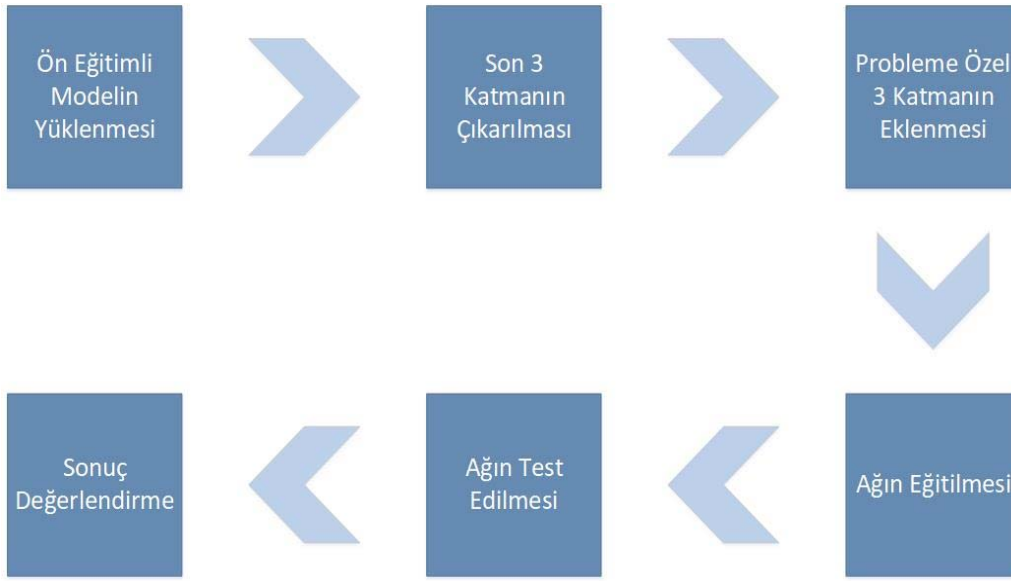 Ön Eğitimli
Modelin
Yüklenmesi
Son 3
Katmanın
Çıkarılması
Probleme Özel
3 Katmanın
Eklenmesi
Ağın Eğitilmesi
Ağın Test
Edilmesi
Sonuç
Değerlendirme